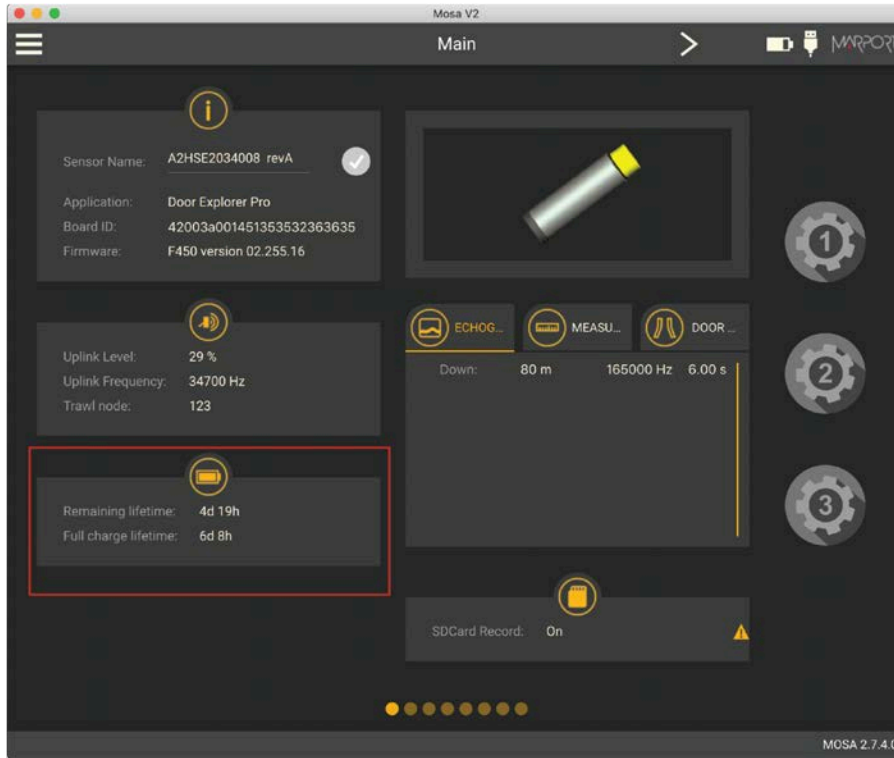 Mosa V2
Main
MARPORT
Sensor Name: A2HSE2034008 revA
Application: Door Explorer Pro
Board ID: 42003a001451353532363635
Firmware: F450 version 02.255.16
Uplink Level: 29 %
Uplink Frequency: 34700 Hz
Trawl node: 123
Remaining lifetime: 4d 19h
Full charge lifetime: 6d 8h
ECHOG... MEASU... DOOR ...
Down: 80 m 165000 Hz 6.00 s
SDCard Record: On
1
2
3
MOSA 2.7.4.0